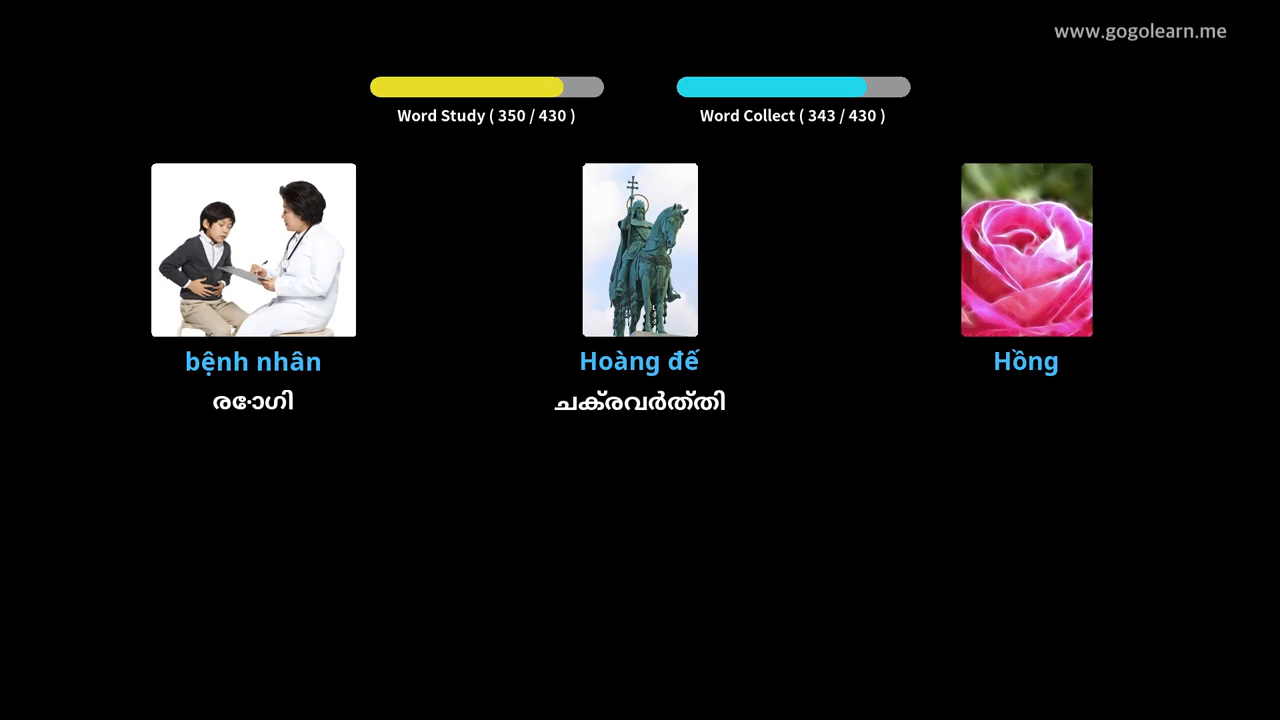 www.gogolearn.me
Word Study ( 350 / 430 )
Word Collect ( 343 / 430 )
bệnh nhân
Hoàng đế
Hồng
രോഗി
ചക്രവർത്തി